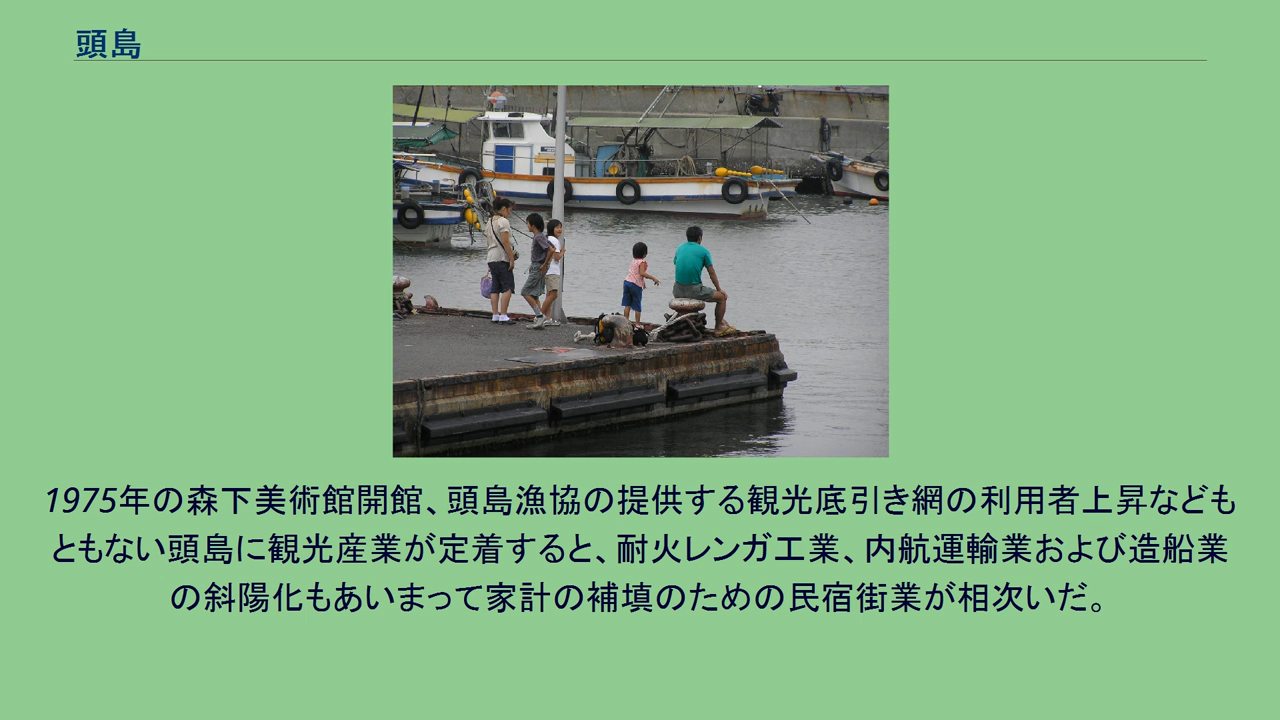 頭島
1975年の森下美術館開館、頭島漁協の提供する観光底引き網の利用者上昇なども
ともない頭島に観光産業が定着すると、耐火レンガ工業、内航運輸業および造船業
の斜陽化もあいまって家計の補填のための民宿街業が相次いだ。